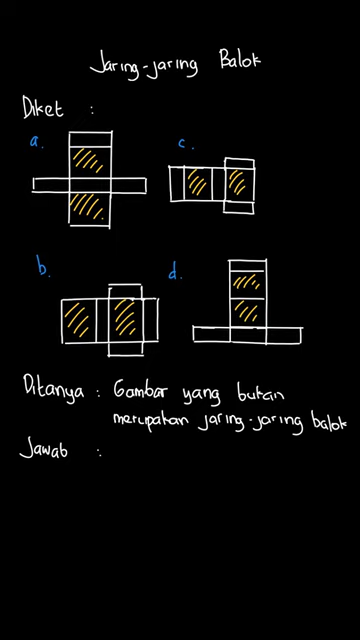 Jaring-jaring Balok
Diket :
a.
c.
b.
d.
Ditanya : Gambar yang bukan
merupakan jaring-jaring balok
Jawab :